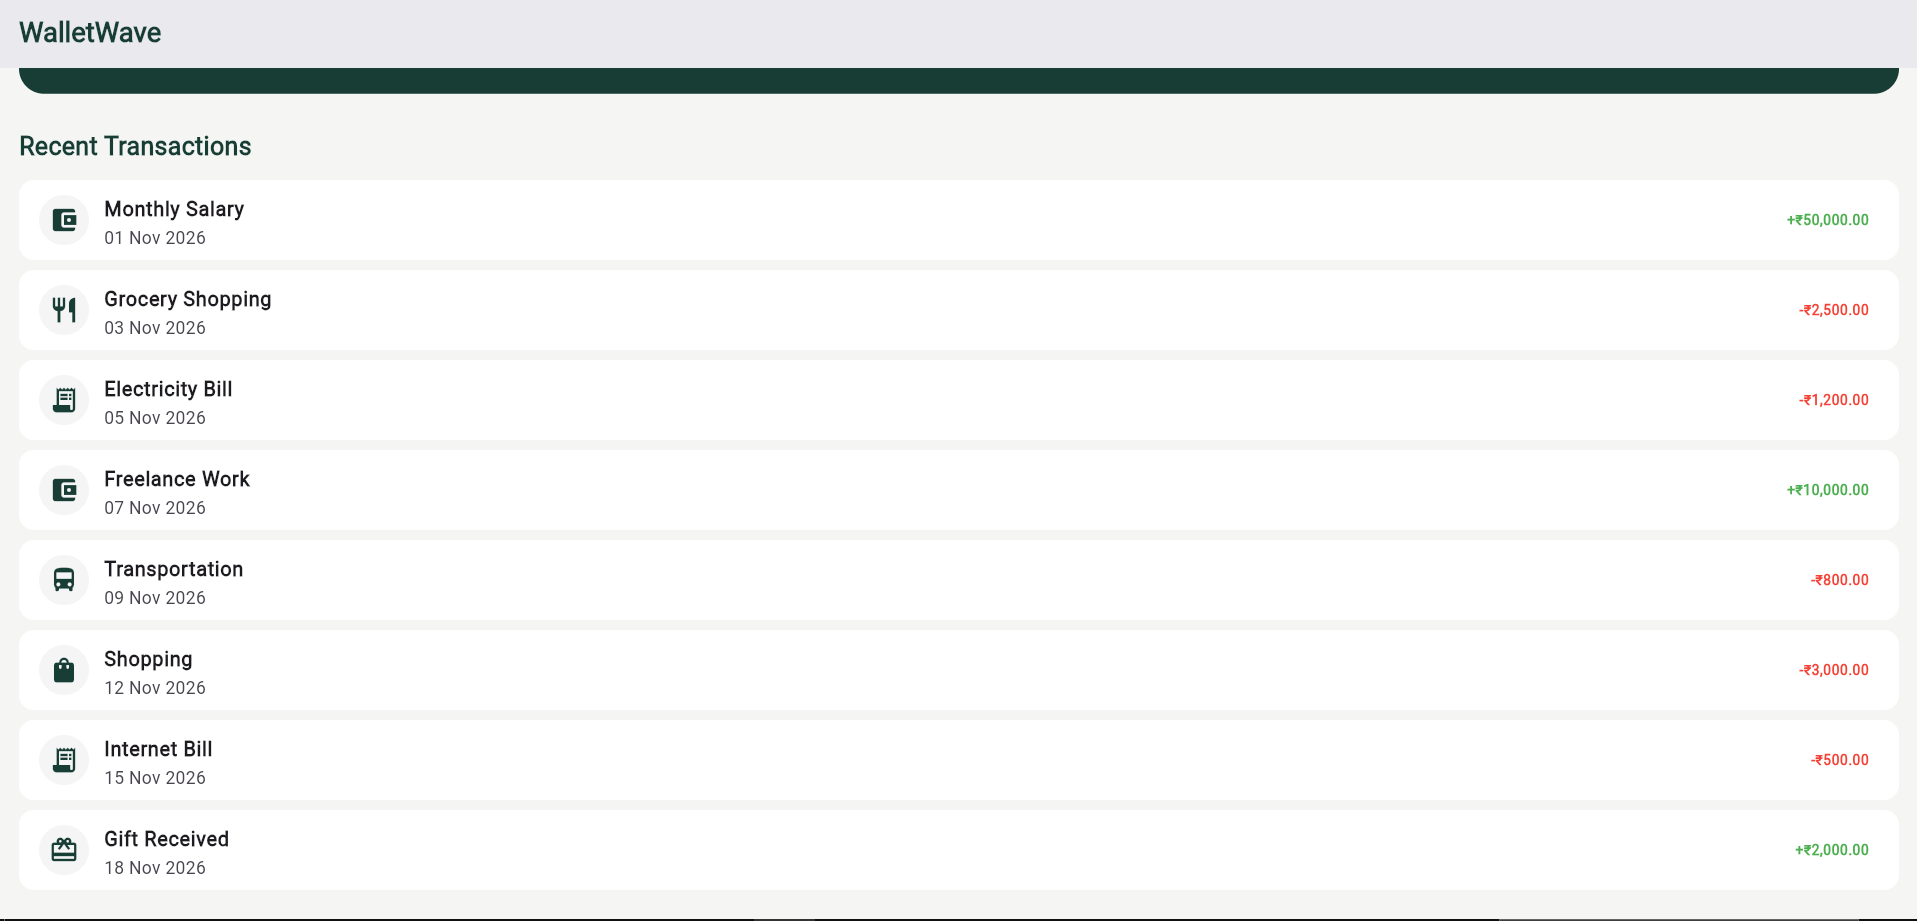 WalletWave
Recent Transactions
Monthly Salary
01 Nov 2026
+₹50,000.00
Grocery Shopping
03 Nov 2026
-₹2,500.00
Electricity Bill
05 Nov 2026
-₹1,200.00
Freelance Work
07 Nov 2026
+₹10,000.00
Transportation
09 Nov 2026
-₹800.00
Shopping
12 Nov 2026
-₹3,000.00
Internet Bill
15 Nov 2026
-₹500.00
Gift Received
18 Nov 2026
+₹2,000.00